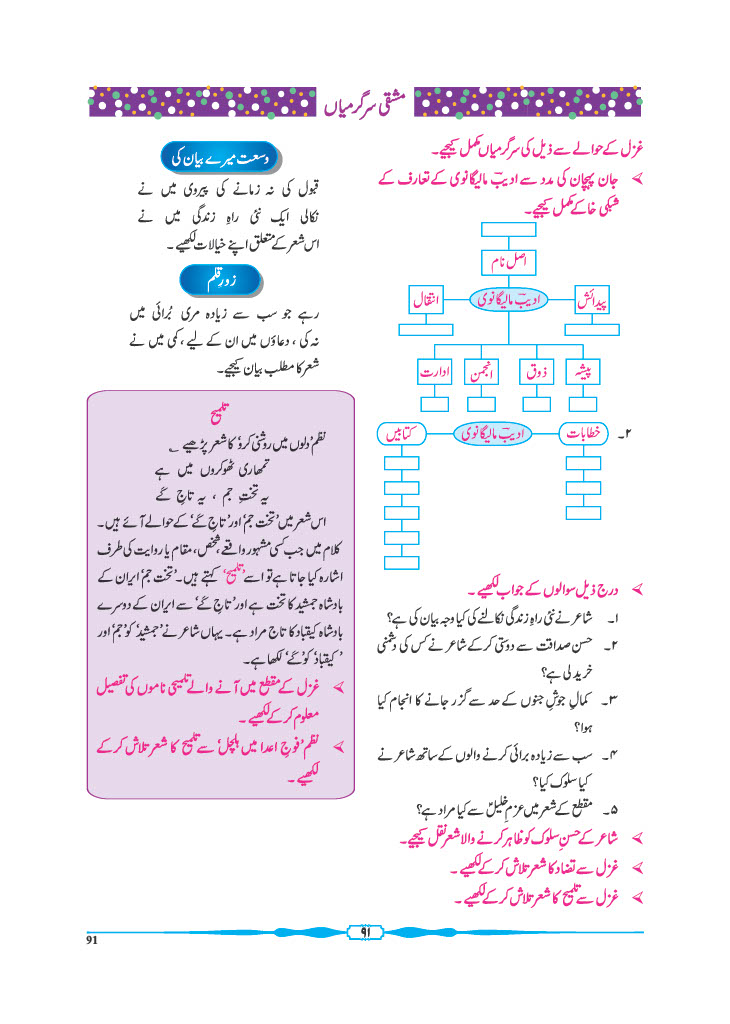 مشقی سرگرمیاں
غزل کے حوالے سے ذیل کی سرگرمیاں مکمل کیجیے۔
جان پہچان کی مدد سے ادیبؔ مالیگانوی کے تعارف کے
شبکی خاکے مکمل کیجیے۔
اصل نام
پیدائش
ادیبؔ مالیگانوی
انتقال
پیشہ
ذوق
انجمن
ادارت
۲۔
خطابات
ادیبؔ مالیگانوی
کتابیں
درج ذیل سوالوں کے جواب لکھیے۔
۱۔ شاعر نے نئی راہِ زندگی نکالنے کی کیا وجہ بیان کی ہے؟
۲۔ حسن صداقت سے دوستی کرکے شاعر نے کس کی دشمنی
خرید لی ہے؟
۳۔ کمالِ جوشِ جنوں کے حد سے گزر جانے کا انجام کیا
ہوا؟
۴۔ سب سے زیادہ برائی کرنے والوں کے ساتھ شاعر نے
کیا سلوک کیا؟
۵۔ مقطع کے شعر میں عزمِ خلیلؑ سے کیا مراد ہے؟
شاعر کے حسنِ سلوک کو ظاہر کرنے والا شعر نقل کیجیے۔
غزل سے تضاد کا شعر تلاش کرکے لکھیے۔
غزل سے تلمیح کا شعر تلاش کرکے لکھیے۔
وسعت میرے بیان کی
قبول کی نہ زمانے کی پیروی میں نے
نکالی ایک نئی راہِ زندگی میں نے
اس شعر کے متعلق اپنے خیالات لکھیے۔
زورِ قلم
رہے جو سب سے زیادہ مری بُرائی میں
نہ کی، دعاؤں میں ان کے لیے، کمی میں نے
شعر کا مطلب بیان کیجیے۔
تلمیح
نظم 'دلوں میں روشنی کرو' کا شعر پڑھیے ؂
تمھاری ٹھوکروں میں ہے
یہ تختِ جم ، یہ تاجِ کَے
اس شعر میں 'تختِ جم' اور 'تاجِ کَے' کے حوالے آئے ہیں۔
کلام میں جب کسی مشہور واقعے، شخص، مقام یا روایت کی طرف
اشارہ کیا جاتا ہے تو اسے 'تلمیح' کہتے ہیں۔ 'تختِ جم' ایران کے
بادشاہ جمشید کا تخت ہے اور 'تاجِ کَے' سے ایران کے دوسرے
بادشاہ کیقباد کا تاج مراد ہے۔ یہاں شاعر نے 'جمشید' کو 'جم' اور
'کیقباد' کو 'کَے' لکھا ہے۔
غزل کے مقطع میں آنے والے تلمیحی ناموں کی تفصیل
معلوم کرکے لکھیے۔
نظم 'فوجِ اعدا میں ہلچل' سے تلمیح کا شعر تلاش کرکے
لکھیے۔
۹۱
91